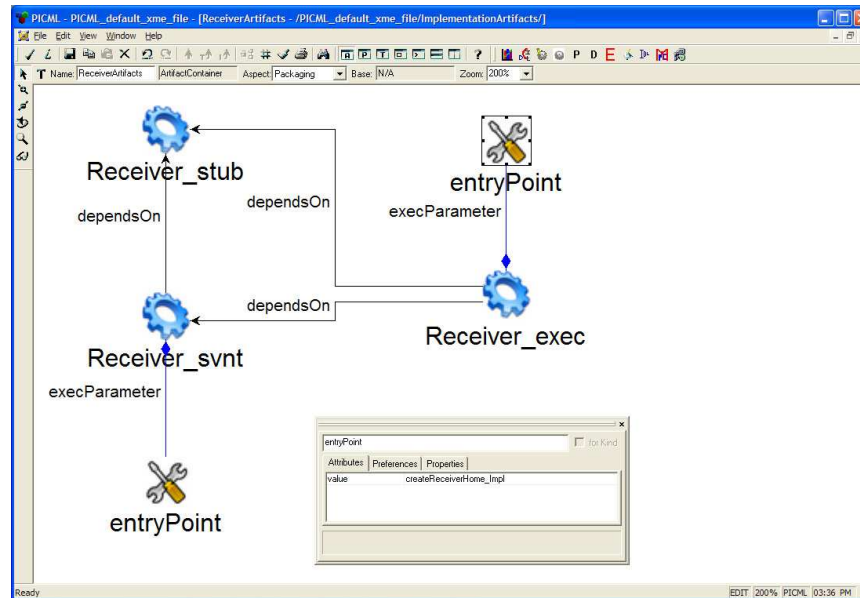 PICML - PICML_default_xme_file - [ReceiverArtifacts - /PICML_default_xme_file/ImplementationArtifacts/]
File Edit View Window Help
A P T ? P D E
T Name: ReceiverArtifacts ArtifactContainer Aspect: Packaging Base: N/A Zoom: 200%
Receiver_stub
entryPoint
dependsOn
dependsOn
execParameter
dependsOn
Receiver_svnt
Receiver_exec
execParameter
entryPoint
entryPoint for Kind
Attributes Preferences Properties
value createReceiverHome_Impl
Ready EDIT 200% PICML 03:36 PM